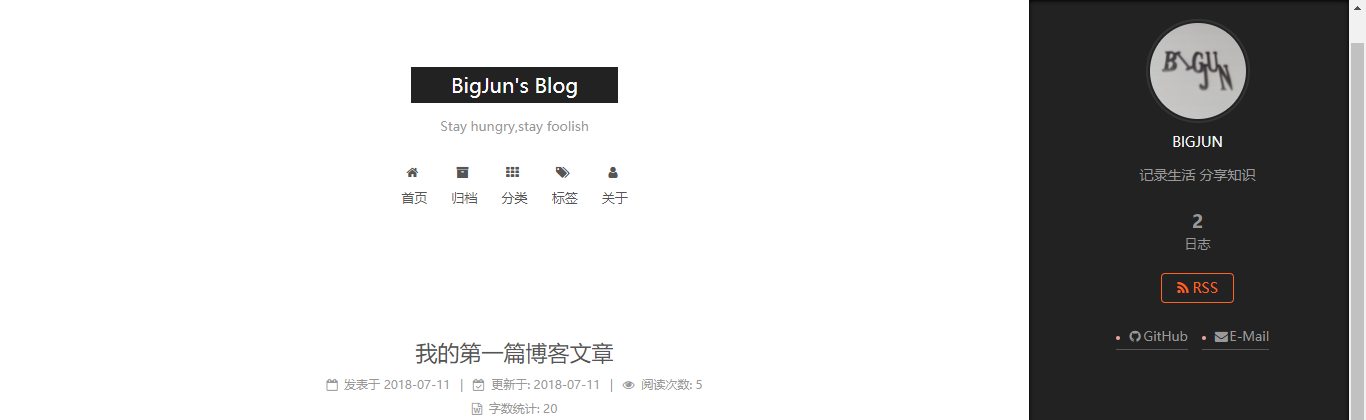 BigJun's Blog
Stay hungry,stay foolish
首页 归档 分类 标签 关于
我的第一篇博客文章
发表于 2018-07-11 | 更新于: 2018-07-11 | 阅读次数: 5
字数统计: 20
BIGJUN
BIGJUN
记录生活 分享知识
2
日志
RSS
GitHub E-Mail